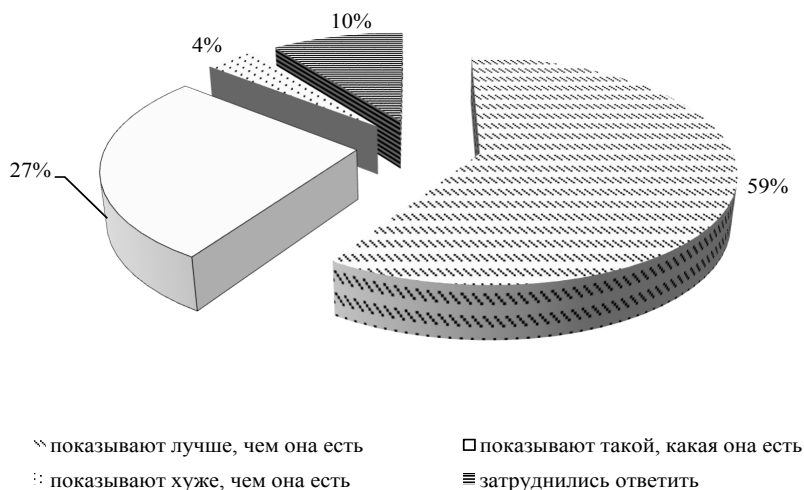 10%
4%
27%
59%
показывают лучше, чем она есть
показывают такой, какая она есть
показывают хуже, чем она есть
затруднились ответить